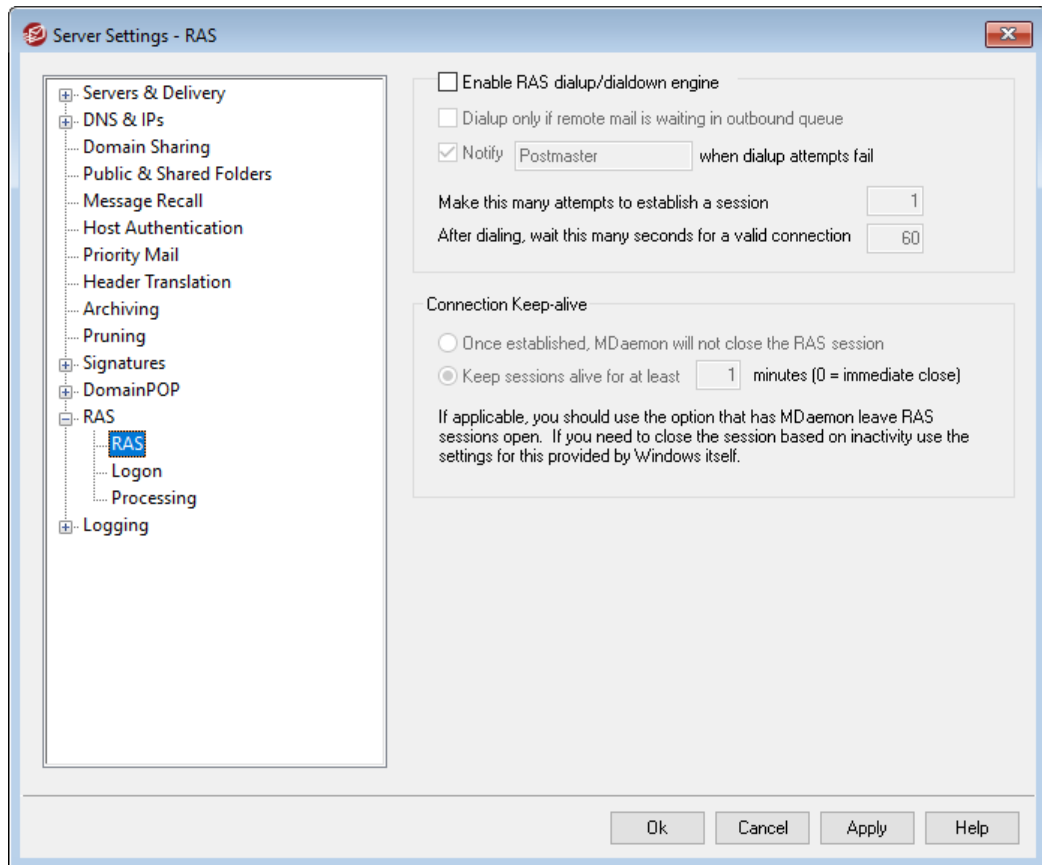 Server Settings - RAS
Servers & Delivery
DNS & IPs
Domain Sharing
Public & Shared Folders
Message Recall
Host Authentication
Priority Mail
Header Translation
Archiving
Pruning
Signatures
DomainPOP
RAS
RAS
Logon
Processing
Logging
Enable RAS dialup/dialdown engine
Dialup only if remote mail is waiting in outbound queue
Notify Postmaster when dialup attempts fail
Make this many attempts to establish a session 1
After dialing, wait this many seconds for a valid connection 60
Connection Keep-alive
Once established, MDaemon will not close the RAS session
Keep sessions alive for at least 1 minutes (0 = immediate close)
If applicable, you should use the option that has MDaemon leave RAS
sessions open. If you need to close the session based on inactivity use the
settings for this provided by Windows itself.
Ok Cancel Apply Help